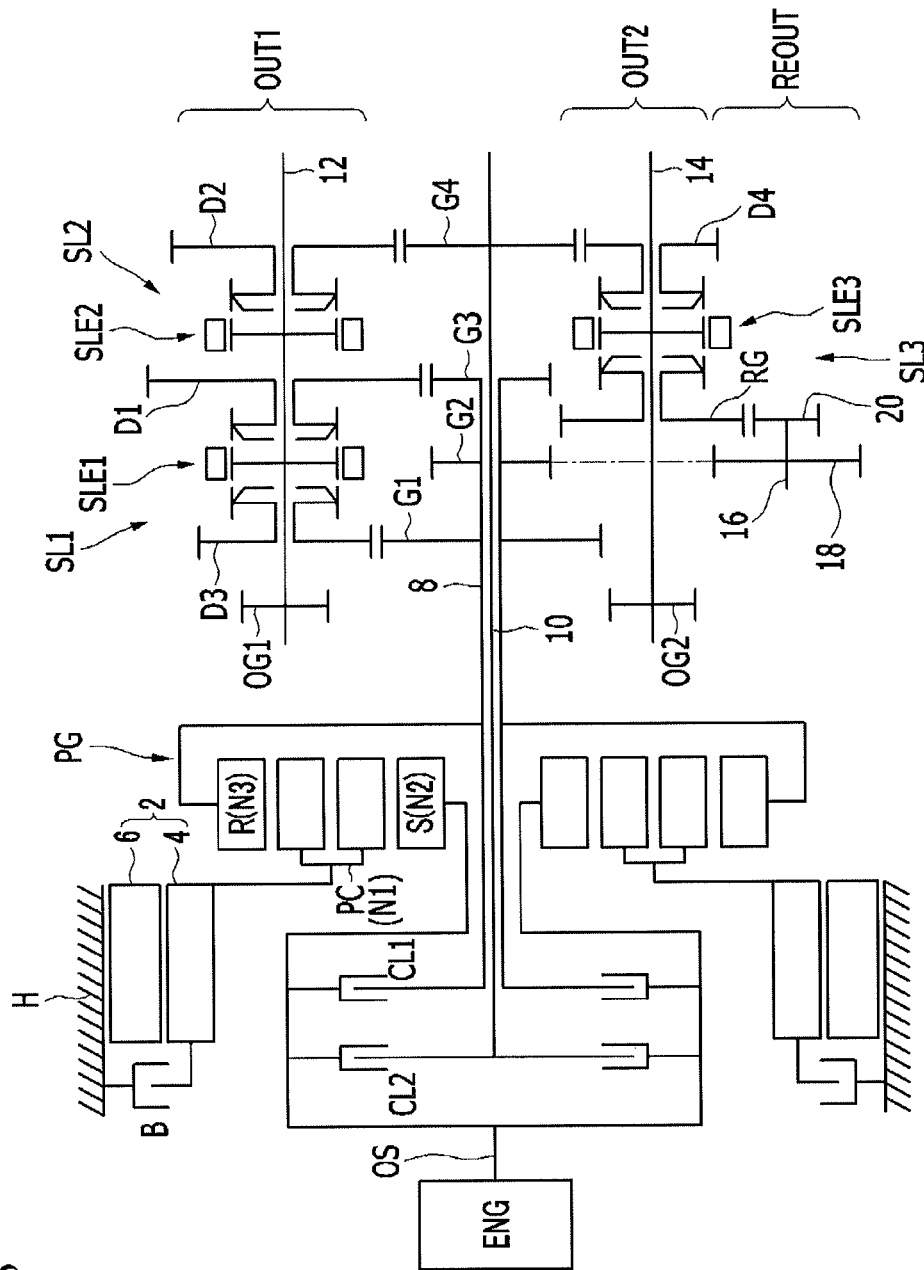 OUT1
OUT2
REOUT
12
14
D2
G4
D4
SL2
SLE2
SLE3
SL3
D1
G3
RG
20
G2
SLE1
16
18
SL1
G1
D3
8
OG1
10
OG2
PG
R(N3)
S(N2)
2
6
4
PC
(N1)
H
CL1
CL2
B
OS
ENG